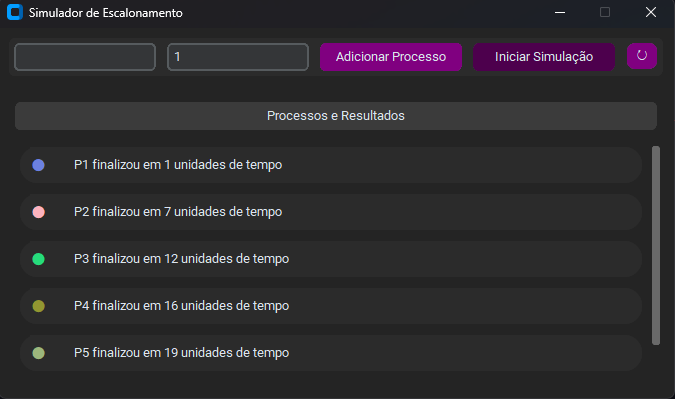 Simulador de Escalonamento
1 Adicionar Processo Iniciar Simulação ↻
Processos e Resultados
P1 finalizou em 1 unidades de tempo
P2 finalizou em 7 unidades de tempo
P3 finalizou em 12 unidades de tempo
P4 finalizou em 16 unidades de tempo
P5 finalizou em 19 unidades de tempo